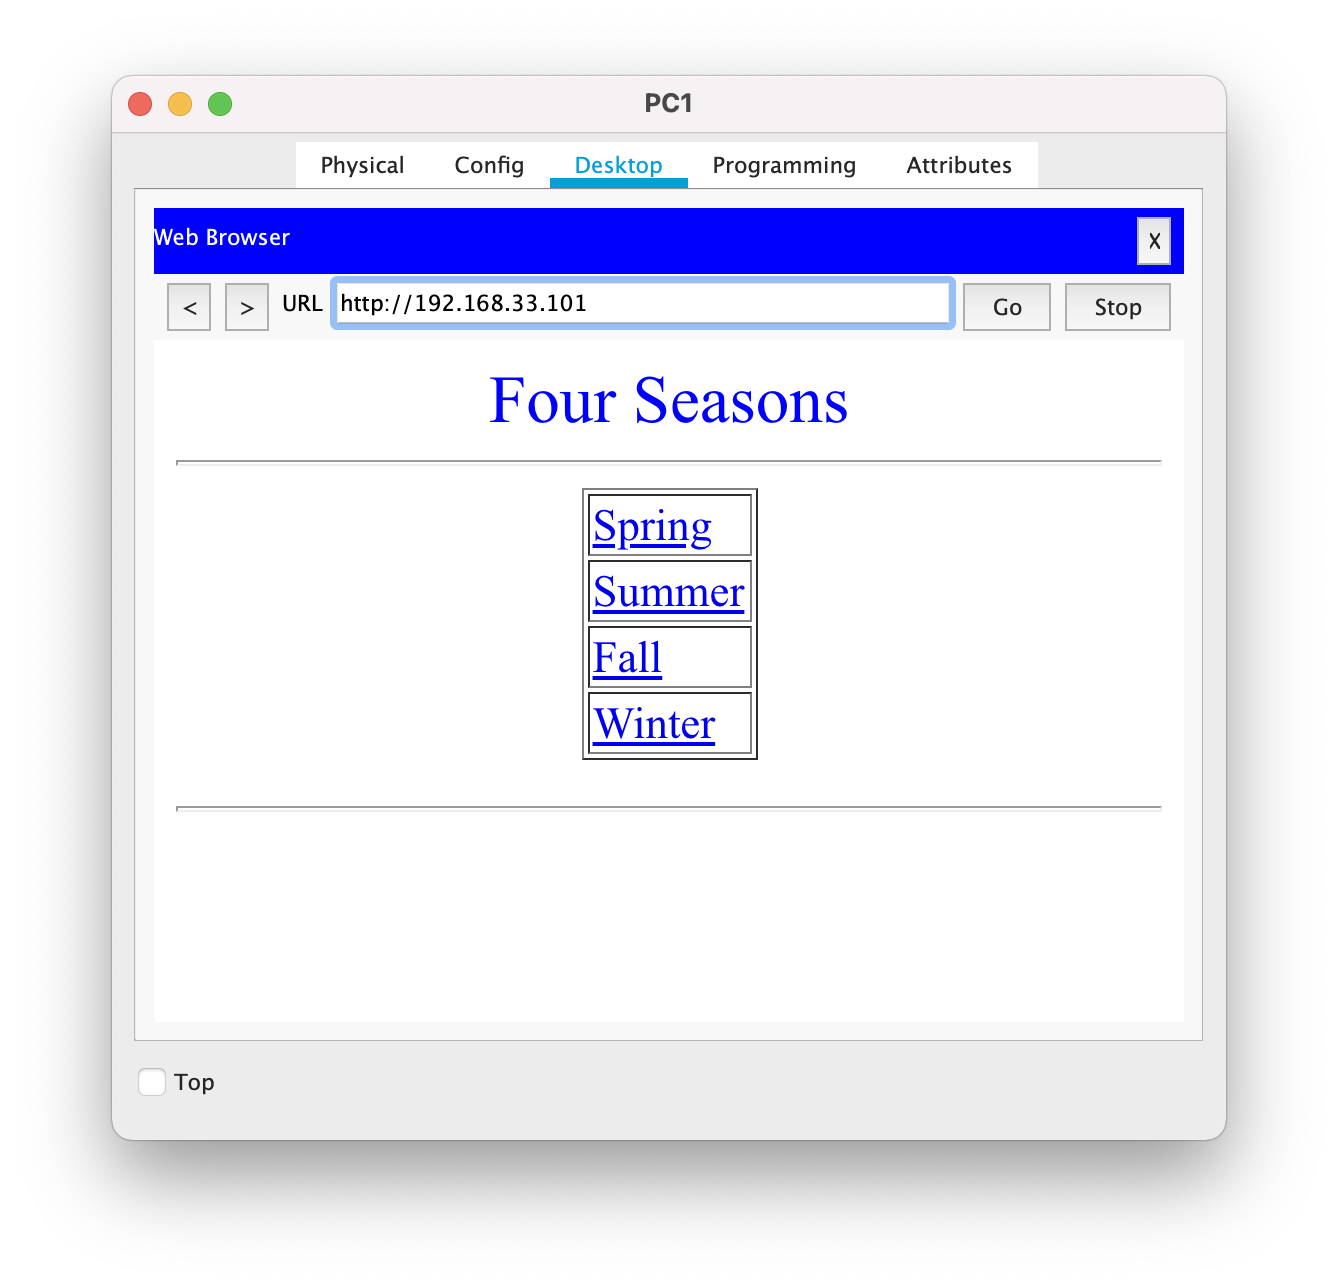 PC1
Physical Config Desktop Programming Attributes
Web Browser X
< > URL http://192.168.33.101 Go Stop
Four Seasons
Spring
Summer
Fall
Winter
Top